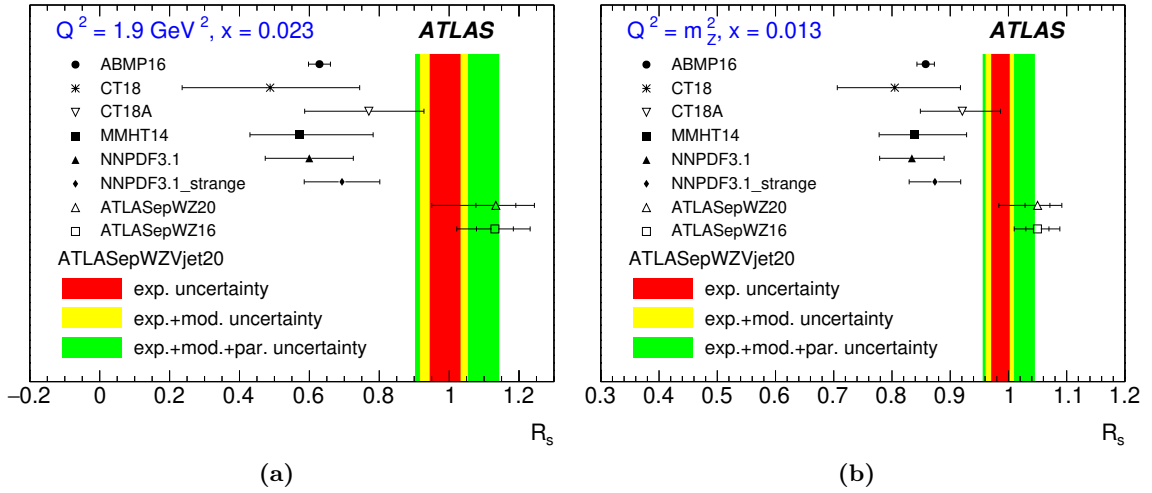 Q² = 1.9 GeV², x = 0.023
ATLAS
ABMP16
CT18
CT18A
MMHT14
NNPDF3.1
NNPDF3.1_strange
ATLASepWZ20
ATLASepWZ16
ATLASepWZVjet20
exp. uncertainty
exp.+mod. uncertainty
exp.+mod.+par. uncertainty
−0.2 0 0.2 0.4 0.6 0.8 1 1.2
R_s
(a)
Q² = m_Z², x = 0.013
ATLAS
ABMP16
CT18
CT18A
MMHT14
NNPDF3.1
NNPDF3.1_strange
ATLASepWZ20
ATLASepWZ16
ATLASepWZVjet20
exp. uncertainty
exp.+mod. uncertainty
exp.+mod.+par. uncertainty
0.3 0.4 0.5 0.6 0.7 0.8 0.9 1 1.1 1.2
R_s
(b)